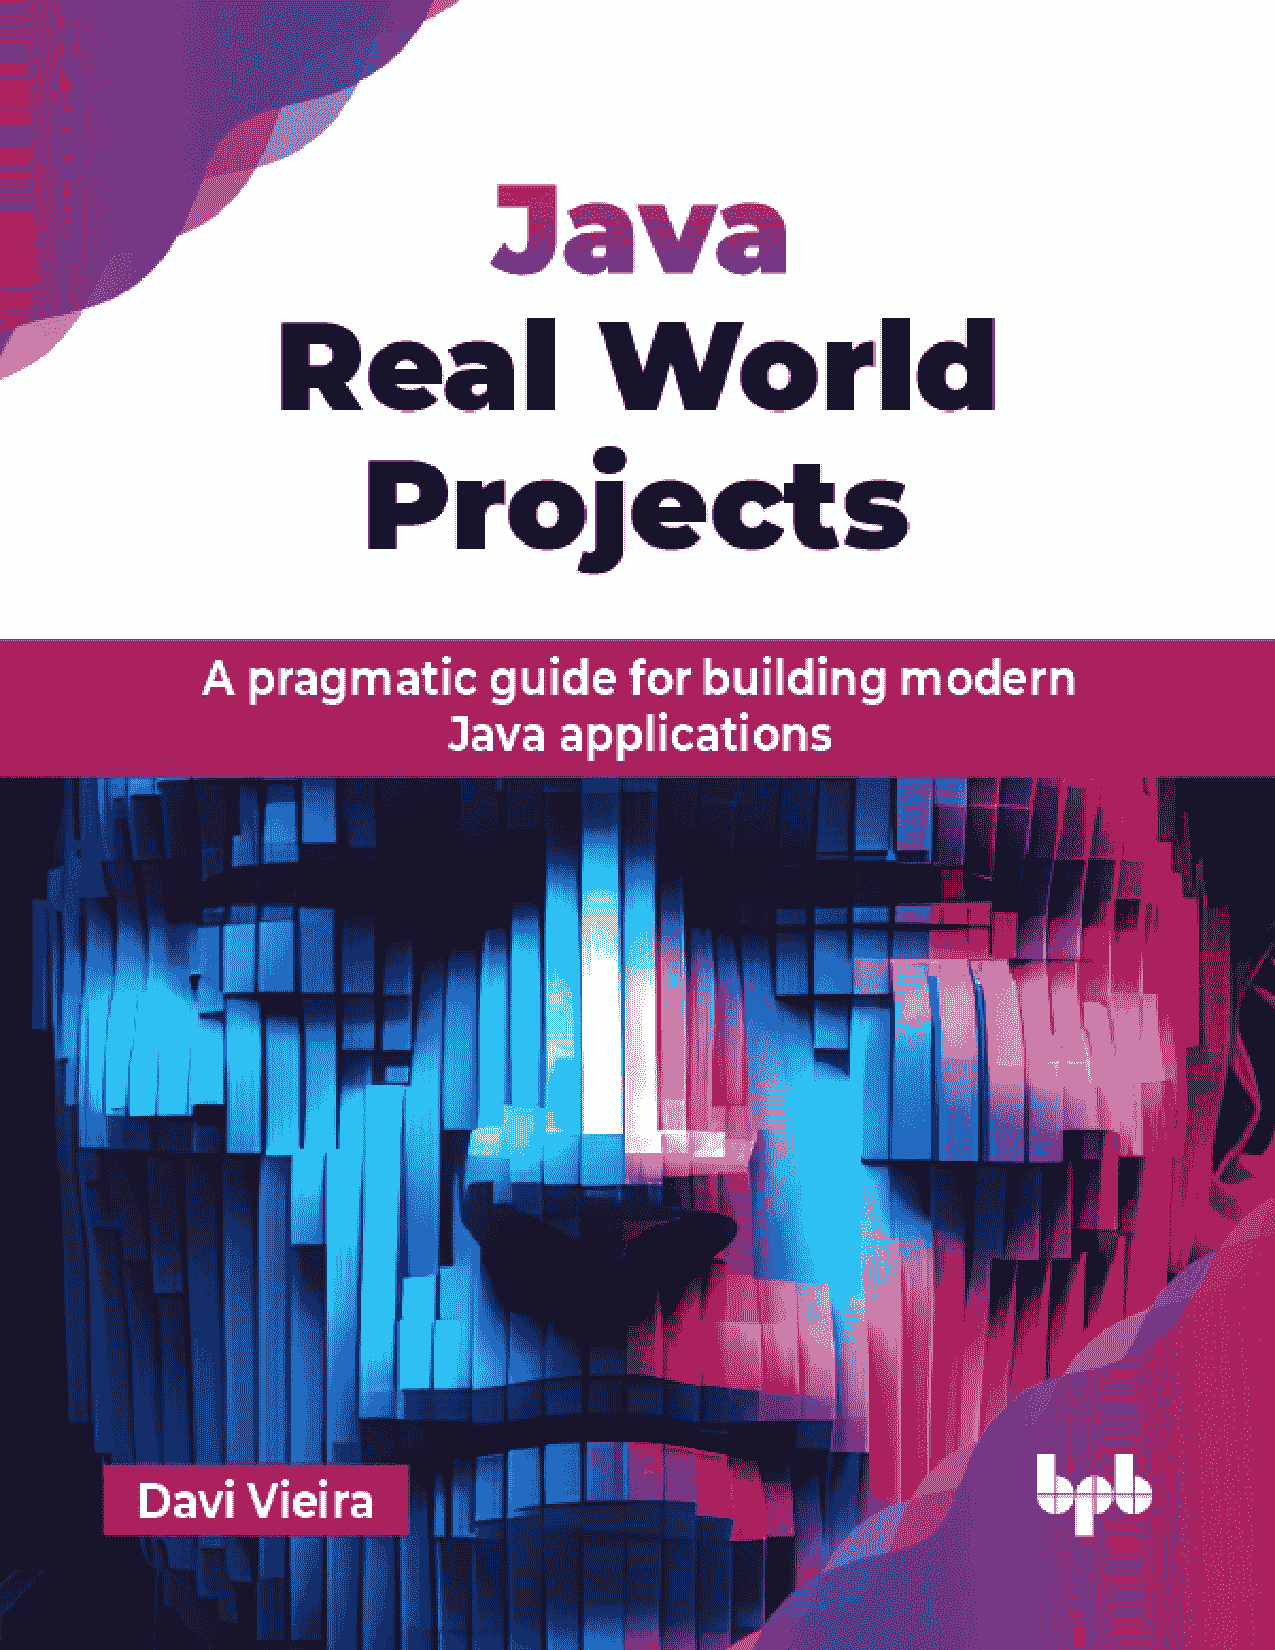 Java
Real World
Projects
A pragmatic guide for building modern
Java applications
Davi Vieira
bpb